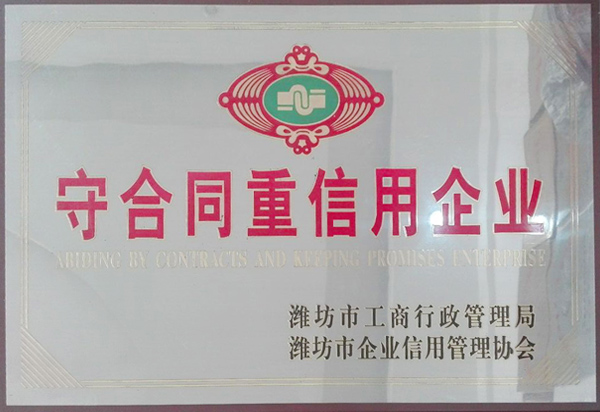 守合同重信用企业
ABIDING BY CONTRACTS AND KEEPING PROMISES ENTERPRISE
潍坊市工商行政管理局
潍坊市企业信用管理协会